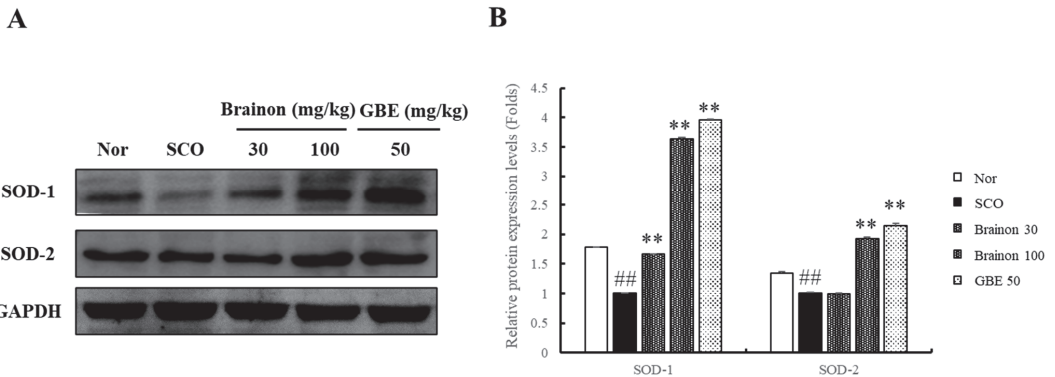 A
Brainon (mg/kg) GBE (mg/kg)
Nor SCO 30 100 50
SOD-1
SOD-2
GAPDH
B
Relative protein expression levels (Folds)
4.5
4
3.5
3
2.5
2
1.5
1
0.5
0
##
**
**
**
##
**
**
SOD-1
SOD-2
Nor
SCO
Brainon 30
Brainon 100
GBE 50